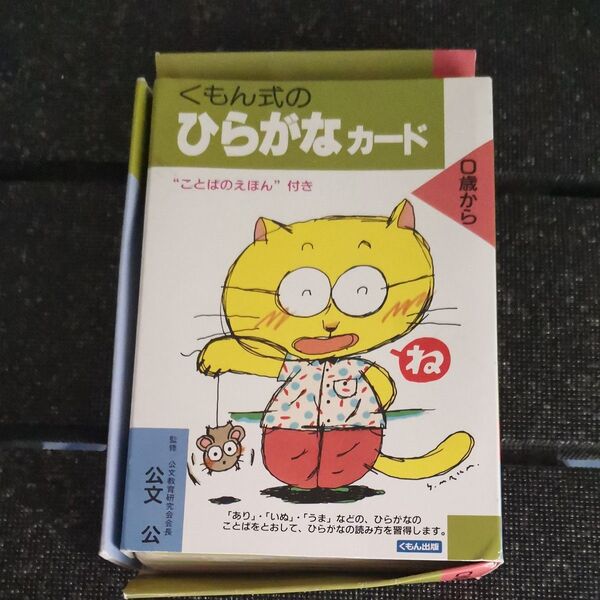 くもん式の
ひらがなカード
0歳から
“ことばのえほん”付き
ね
監修 公文教育研究会会長
公文 公
「あり」・「いぬ」・「うま」などの、ひらがなの
ことばをとおして、ひらがなの読み方を習得します。
くもん出版